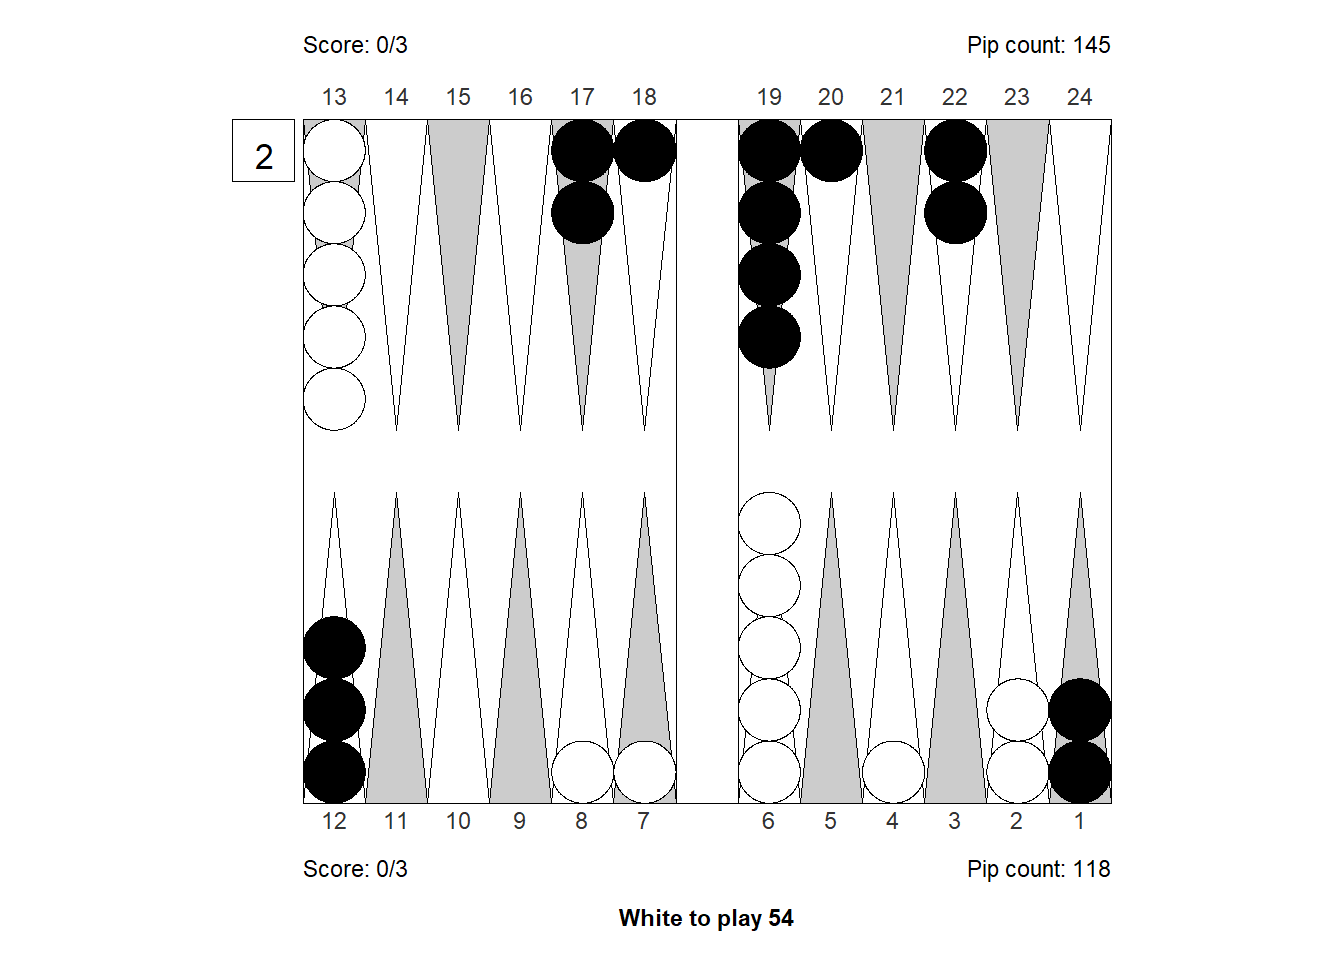 Score: 0/3 Pip count: 145
13 14 15 16 17 18 19 20 21 22 23 24
2
12 11 10 9 8 7 6 5 4 3 2 1
Score: 0/3 Pip count: 118
White to play 54